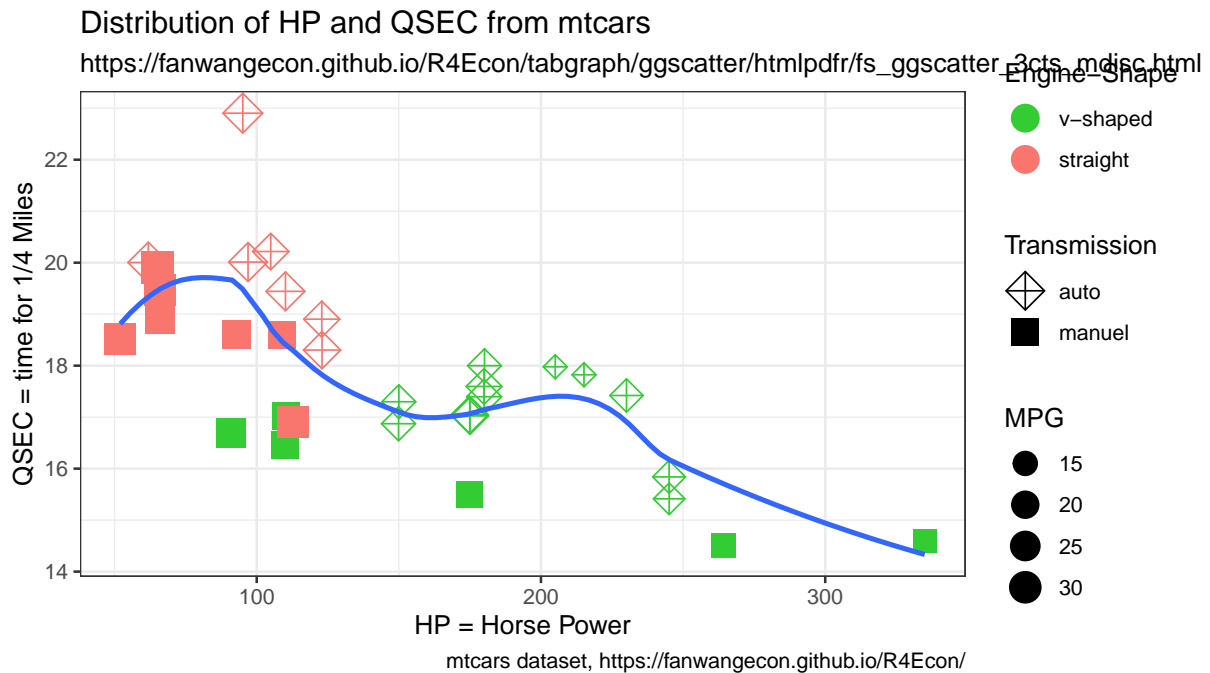 Distribution of HP and QSEC from mtcars
https://fanwangecon.github.io/R4Econ/tabgraph/ggscatter/htmlpdfr/fs_ggscatter_3cts_mdisc.html
Engine−Shape
v−shaped
straight
Transmission
auto
manuel
MPG
15
20
25
30
QSEC = time for 1/4 Miles
22
20
18
16
14
100
200
300
HP = Horse Power
mtcars dataset, https://fanwangecon.github.io/R4Econ/